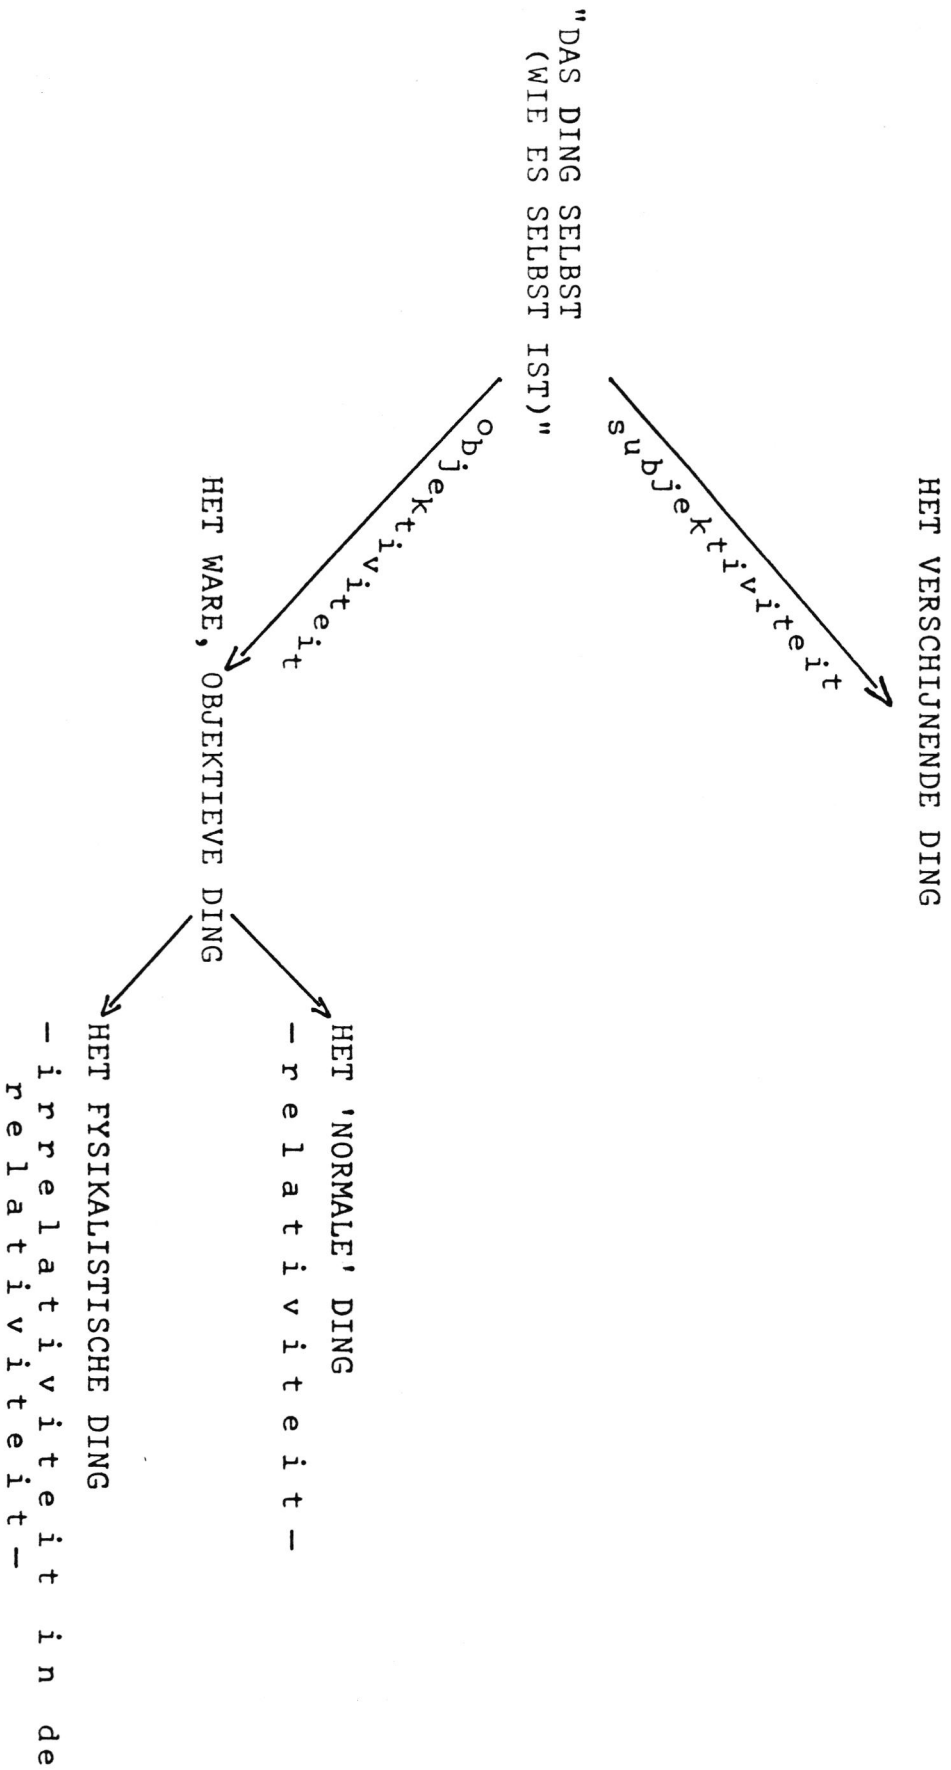 HET VERSCHIJNENDE DING
subjektiviteit
"DAS DING SELBST
(WIE ES SELBST IST)"
objektiviteit
HET WARE, OBJEKTIEVE DING
HET 'NORMALE' DING
- relativiteit -
HET FYSIKALISTISCHE DING
- irrelativiteit in de
relativiteit -